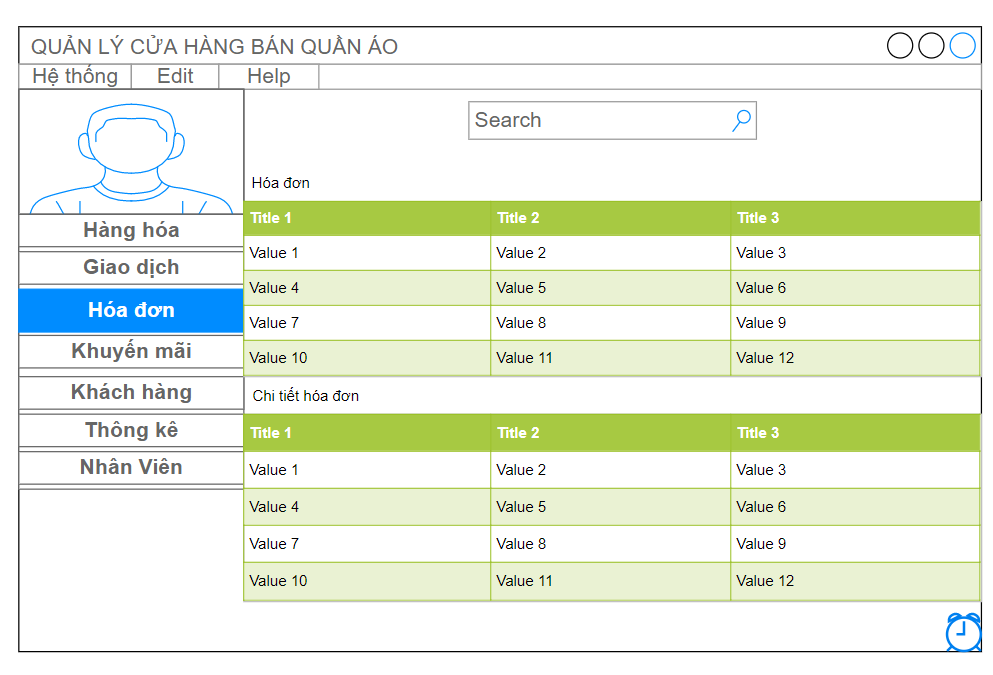 QUẢN LÝ CỬA HÀNG BÁN QUẦN ÁO
Hệ thống Edit Help
Search
Hàng hóa
Giao dịch
Hóa đơn
Khuyến mãi
Khách hàng
Thông kê
Nhân Viên
Hóa đơn
Title 1 Title 2 Title 3
Value 1 Value 2 Value 3
Value 4 Value 5 Value 6
Value 7 Value 8 Value 9
Value 10 Value 11 Value 12
Chi tiết hóa đơn
Title 1 Title 2 Title 3
Value 1 Value 2 Value 3
Value 4 Value 5 Value 6
Value 7 Value 8 Value 9
Value 10 Value 11 Value 12